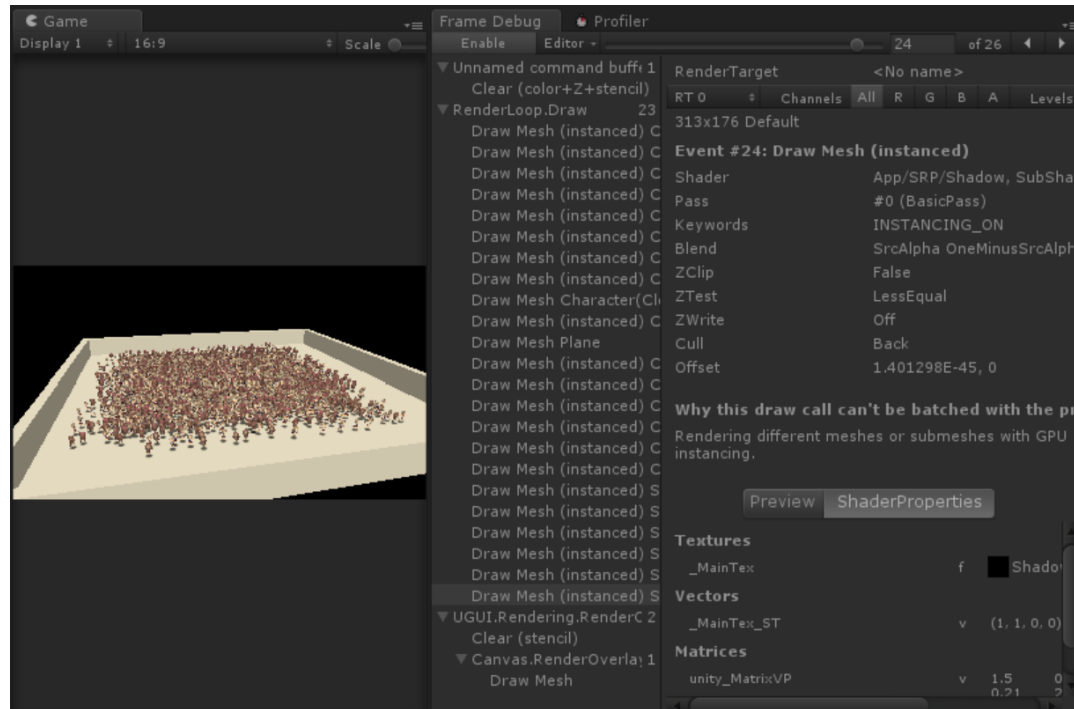 Game
Display 1 16:9 Scale
Frame Debug Profiler
Enable Editor 24 of 26
Unnamed command buffe 1
Clear (color+Z+stencil)
RenderLoop.Draw 23
Draw Mesh (instanced) C
Draw Mesh (instanced) C
Draw Mesh (instanced) C
Draw Mesh (instanced) C
Draw Mesh (instanced) C
Draw Mesh (instanced) C
Draw Mesh (instanced) C
Draw Mesh (instanced) C
Draw Mesh Character(Cl
Draw Mesh (instanced) C
Draw Mesh Plane
Draw Mesh (instanced) C
Draw Mesh (instanced) C
Draw Mesh (instanced) C
Draw Mesh (instanced) C
Draw Mesh (instanced) C
Draw Mesh (instanced) C
Draw Mesh (instanced) S
Draw Mesh (instanced) S
Draw Mesh (instanced) S
Draw Mesh (instanced) S
Draw Mesh (instanced) S
Draw Mesh (instanced) S
UGUI.Rendering.RenderC 2
Clear (stencil)
Canvas.RenderOverlay 1
Draw Mesh
RenderTarget <No name>
RT 0 Channels All R G B A Levels
313x176 Default
Event #24: Draw Mesh (instanced)
Shader App/SRP/Shadow, SubSha
Pass #0 (BasicPass)
Keywords INSTANCING_ON
Blend SrcAlpha OneMinusSrcAlph
ZClip False
ZTest LessEqual
ZWrite Off
Cull Back
Offset 1.401298E-45, 0
Why this draw call can't be batched with the pr
Rendering different meshes or submeshes with GPU
instancing.
Preview ShaderProperties
Textures
_MainTex f Shado
Vectors
_MainTex_ST v (1, 1, 0, 0)
Matrices
unity_MatrixVP v 1.5 0
0.21 2